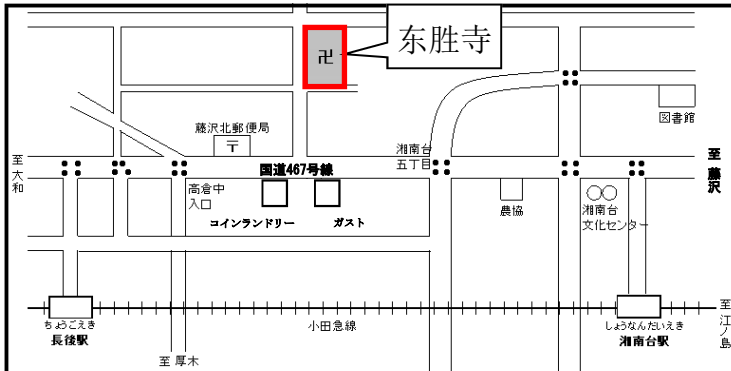 卍
东胜寺
図書館
藤沢北郵便局
〒
湘南台
五丁目
至大和
国道467号線
至 藤沢
高倉中
入口
コインランドリー
ガスト
農協
湘南台
文化センター
ちょうごえき
長後駅
小田急線
しょうなんだいえき
湘南台駅
至江ノ島
至 厚木